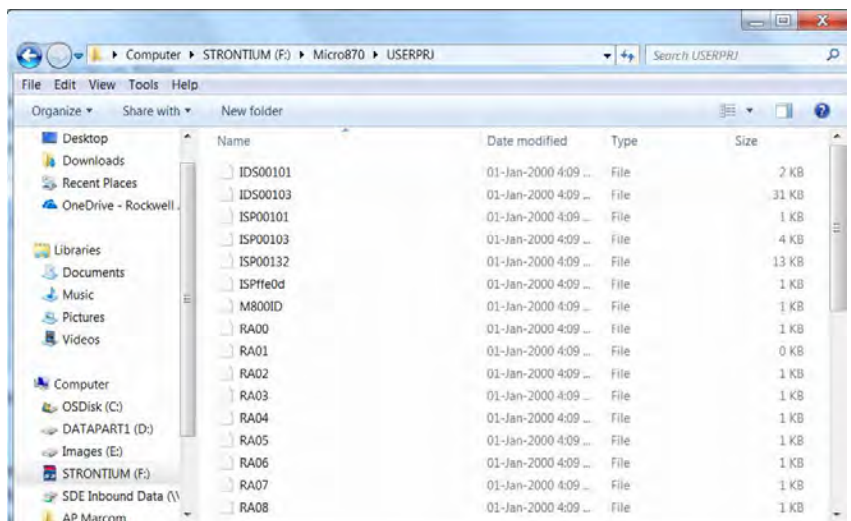 Computer ▸ STRONTIUM (F:) ▸ Micro870 ▸ USERPRJ
Search USERPRJ
File Edit View Tools Help
Organize Share with New folder
Name Date modified Type Size
Desktop
Downloads
Recent Places
OneDrive - Rockwell
Libraries
Documents
Music
Pictures
Videos
Computer
OSDisk (C:)
DATAPART1 (D:)
Images (E:)
STRONTIUM (F:)
SDE Inbound Data (\\
AP Marcom
IDS00101 01-Jan-2000 4:09 ... File 2 KB
IDS00103 01-Jan-2000 4:09 ... File 31 KB
ISP00101 01-Jan-2000 4:09 ... File 1 KB
ISP00103 01-Jan-2000 4:09 ... File 4 KB
ISP00132 01-Jan-2000 4:09 ... File 13 KB
ISPffe0d 01-Jan-2000 4:09 ... File 1 KB
M800ID 01-Jan-2000 4:09 ... File 1 KB
RA00 01-Jan-2000 4:09 ... File 1 KB
RA01 01-Jan-2000 4:09 ... File 0 KB
RA02 01-Jan-2000 4:09 ... File 1 KB
RA03 01-Jan-2000 4:09 ... File 1 KB
RA04 01-Jan-2000 4:09 ... File 1 KB
RA05 01-Jan-2000 4:09 ... File 1 KB
RA06 01-Jan-2000 4:09 ... File 1 KB
RA07 01-Jan-2000 4:09 ... File 1 KB
RA08 01-Jan-2000 4:09 ... File 1 KB